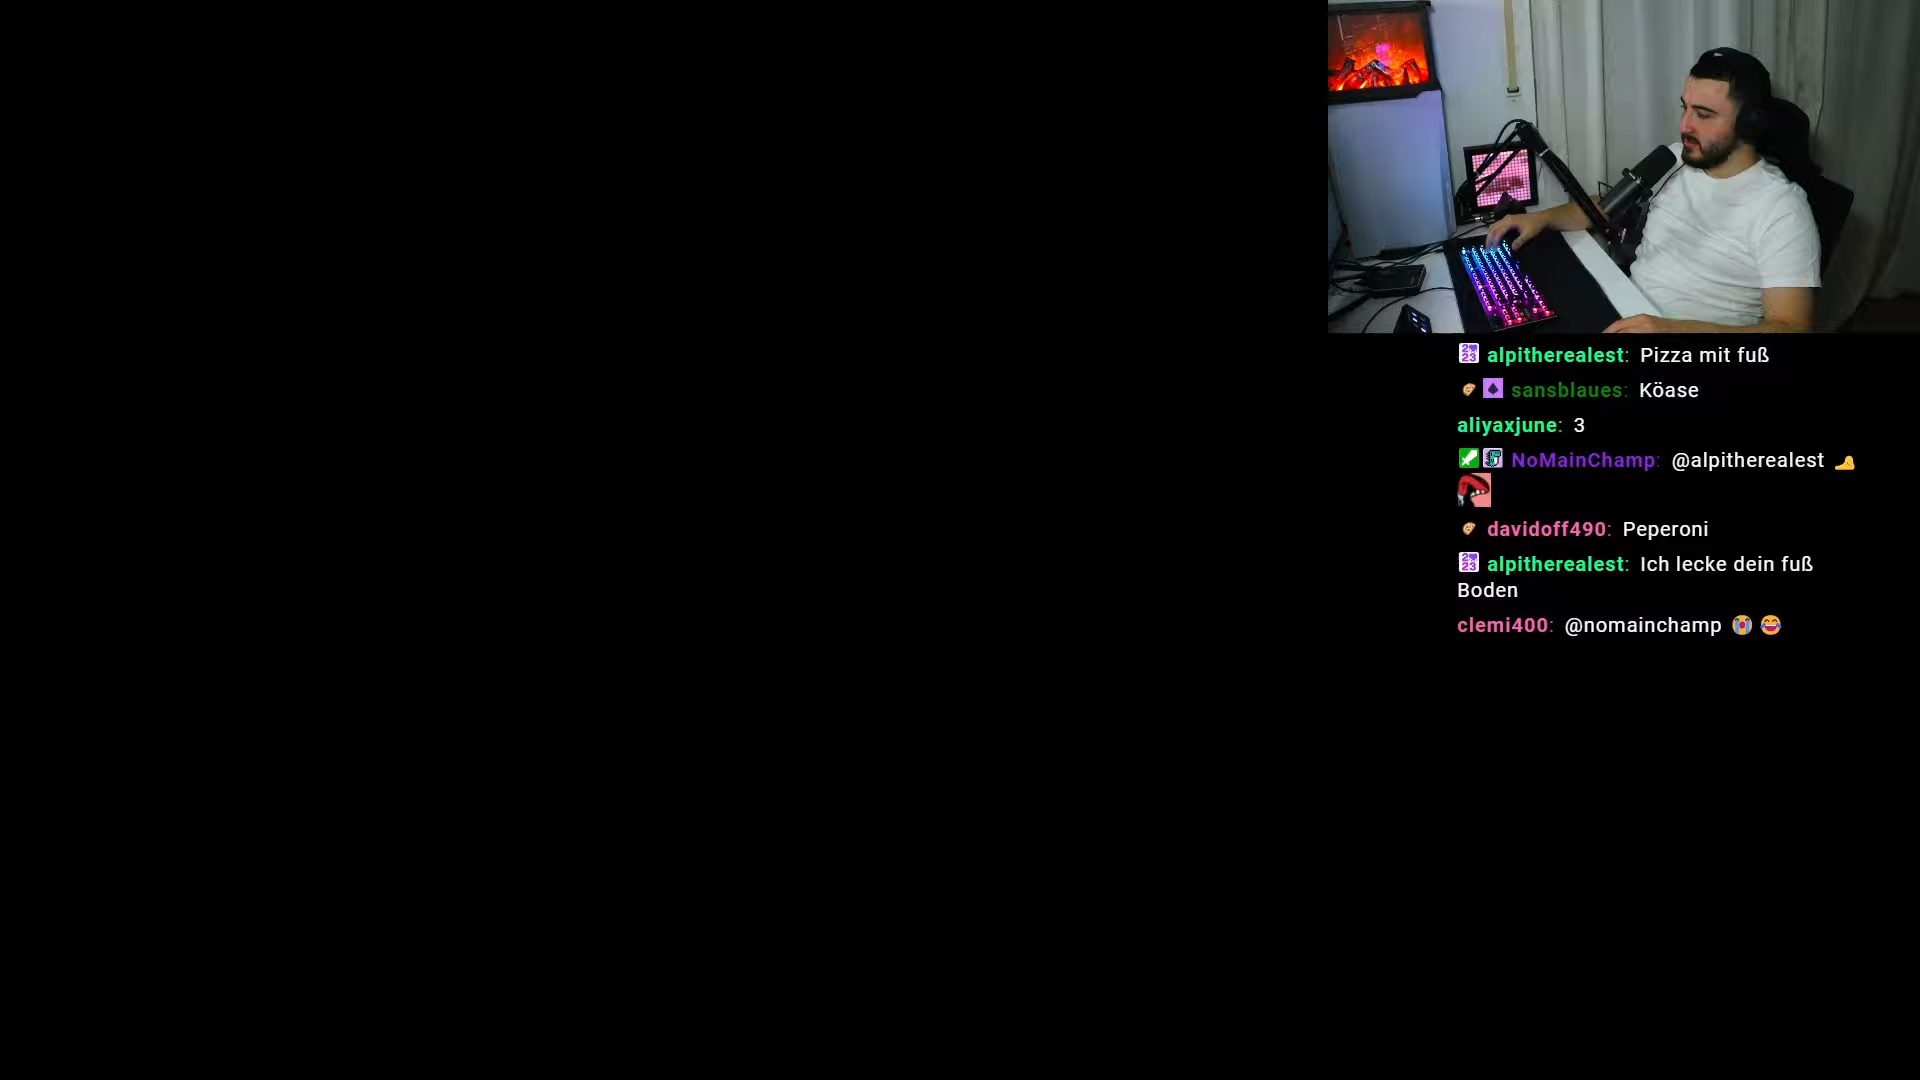 alpitherealest: Pizza mit fuß
sansblaues: Köase
aliyaxjune: 3
NoMainChamp: @alpitherealest
davidoff490: Peperoni
alpitherealest: Ich lecke dein fuß
Boden
clemi400: @nomainchamp